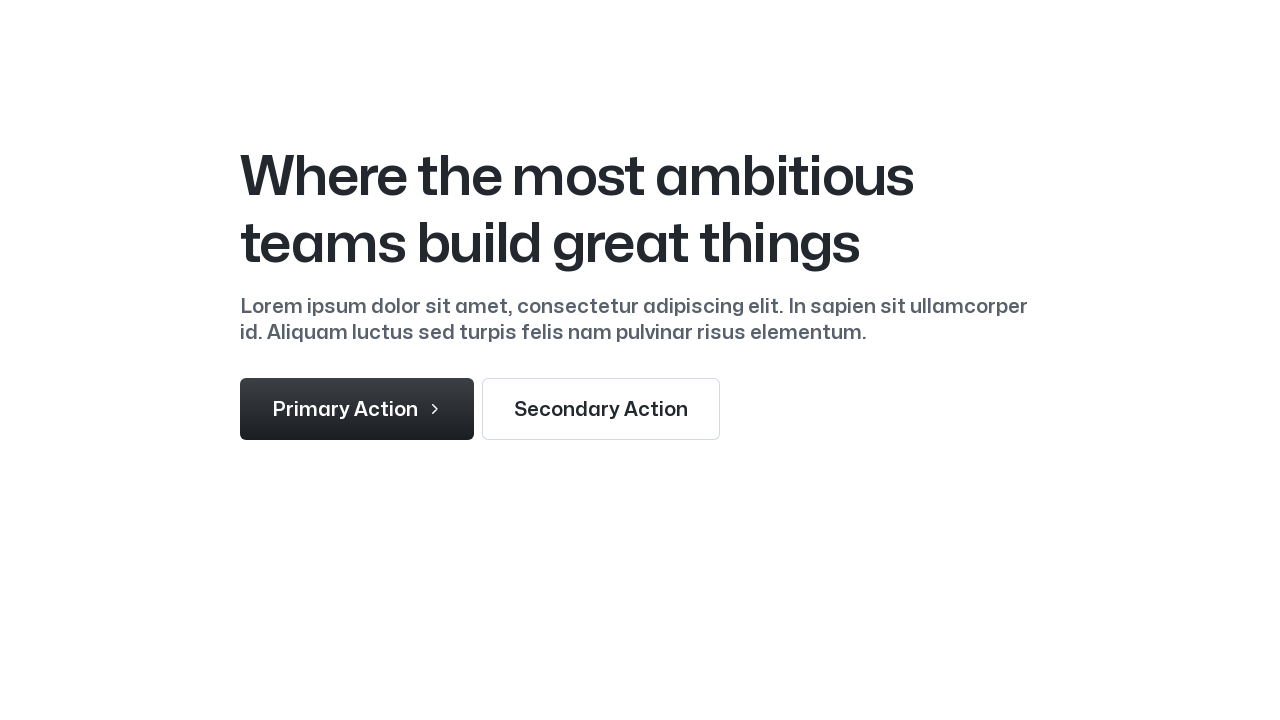 Where the most ambitious
teams build great things
Lorem ipsum dolor sit amet, consectetur adipiscing elit. In sapien sit ullamcorper
id. Aliquam luctus sed turpis felis nam pulvinar risus elementum.
Primary Action
Secondary Action